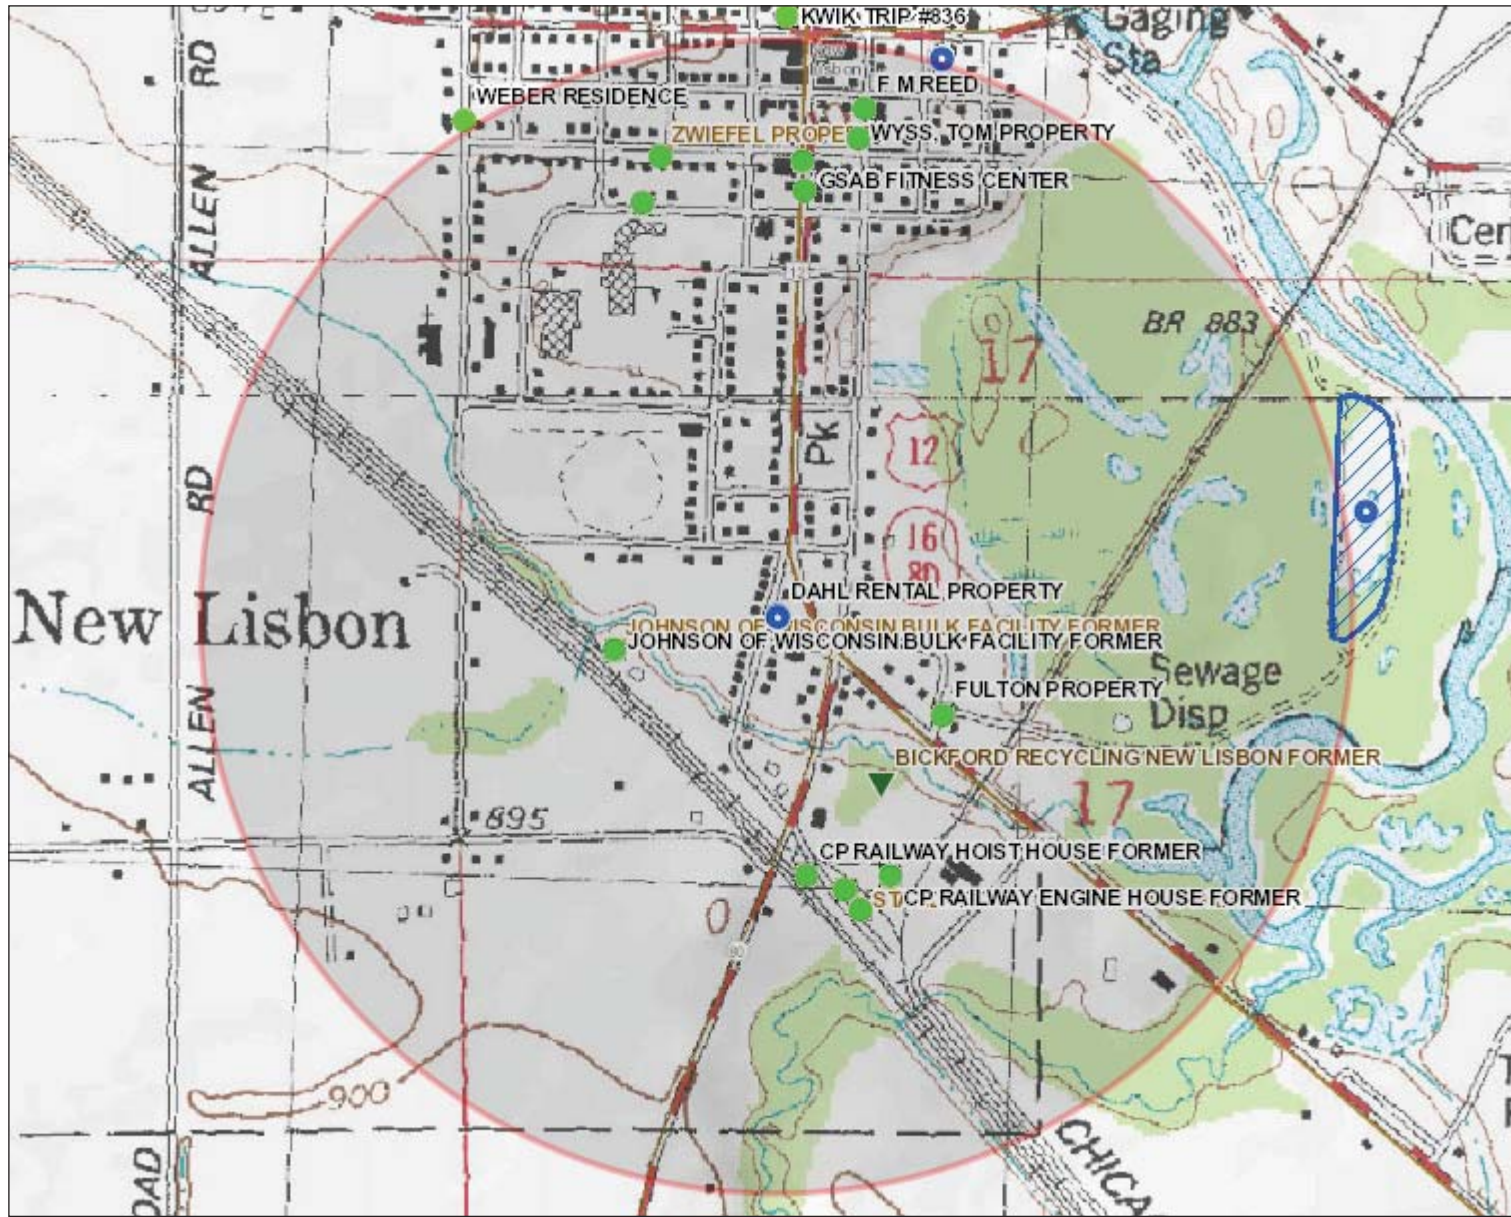 KWIK TRIP #836
Gaging
Sta
RD
F M REED
WEBER RESIDENCE
ZWIEFEL PROPE
WYSS, TOM PROPERTY
GSAB FITNESS CENTER
ALLEN
Cem
BR 883
17
Pk
12
RD
16
80
DAHL RENTAL PROPERTY
New Lisbon
JOHNSON OF WISCONSIN BULK FACILITY FORMER
JOHNSON OF WISCONSIN BULK FACILITY FORMER
Sewage
Disp
FULTON PROPERTY
ALLEN
BICKFORD RECYCLING NEW LISBON FORMER
17
895
CP RAILWAY HOIST HOUSE FORMER
ST
CP RAILWAY ENGINE HOUSE FORMER
80
900
CHICA
OAD